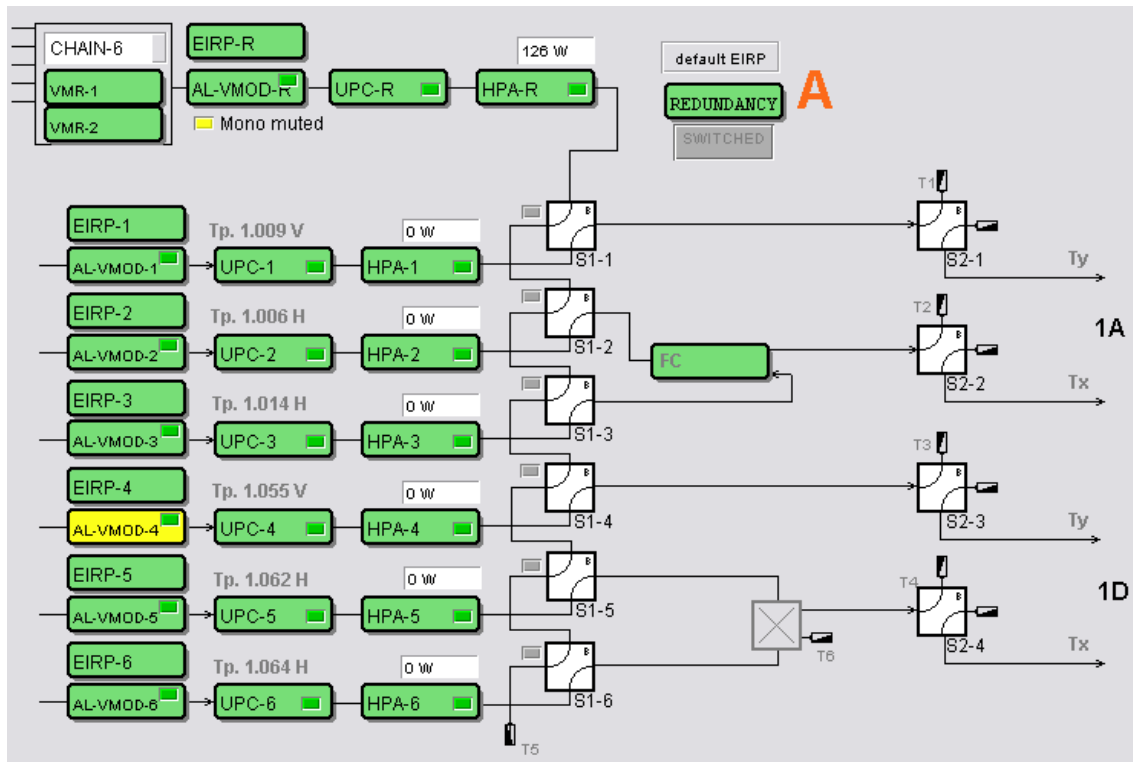 CHAIN-6
VMR-1
VMR-2
EIRP-R
AL-VMOD-R
UPC-R
126 W
HPA-R
Mono muted
default EIRP
REDUNDANCY
A
SWITCHED
EIRP-1
AL-VMOD-1
Tp. 1.009 V
UPC-1
0 W
HPA-1
B
S1-1
T1
B
S2-1
Ty
EIRP-2
AL-VMOD-2
Tp. 1.006 H
UPC-2
0 W
HPA-2
B
S1-2
FC
T2
B
S2-2
Tx
1A
EIRP-3
AL-VMOD-3
Tp. 1.014 H
UPC-3
0 W
HPA-3
B
S1-3
EIRP-4
AL-VMOD-4
Tp. 1.055 V
UPC-4
0 W
HPA-4
B
S1-4
T3
B
S2-3
Ty
EIRP-5
AL-VMOD-5
Tp. 1.062 H
UPC-5
0 W
HPA-5
B
S1-5
T6
T4
B
S2-4
Tx
1D
EIRP-6
AL-VMOD-6
Tp. 1.064 H
UPC-6
0 W
HPA-6
B
S1-6
T5